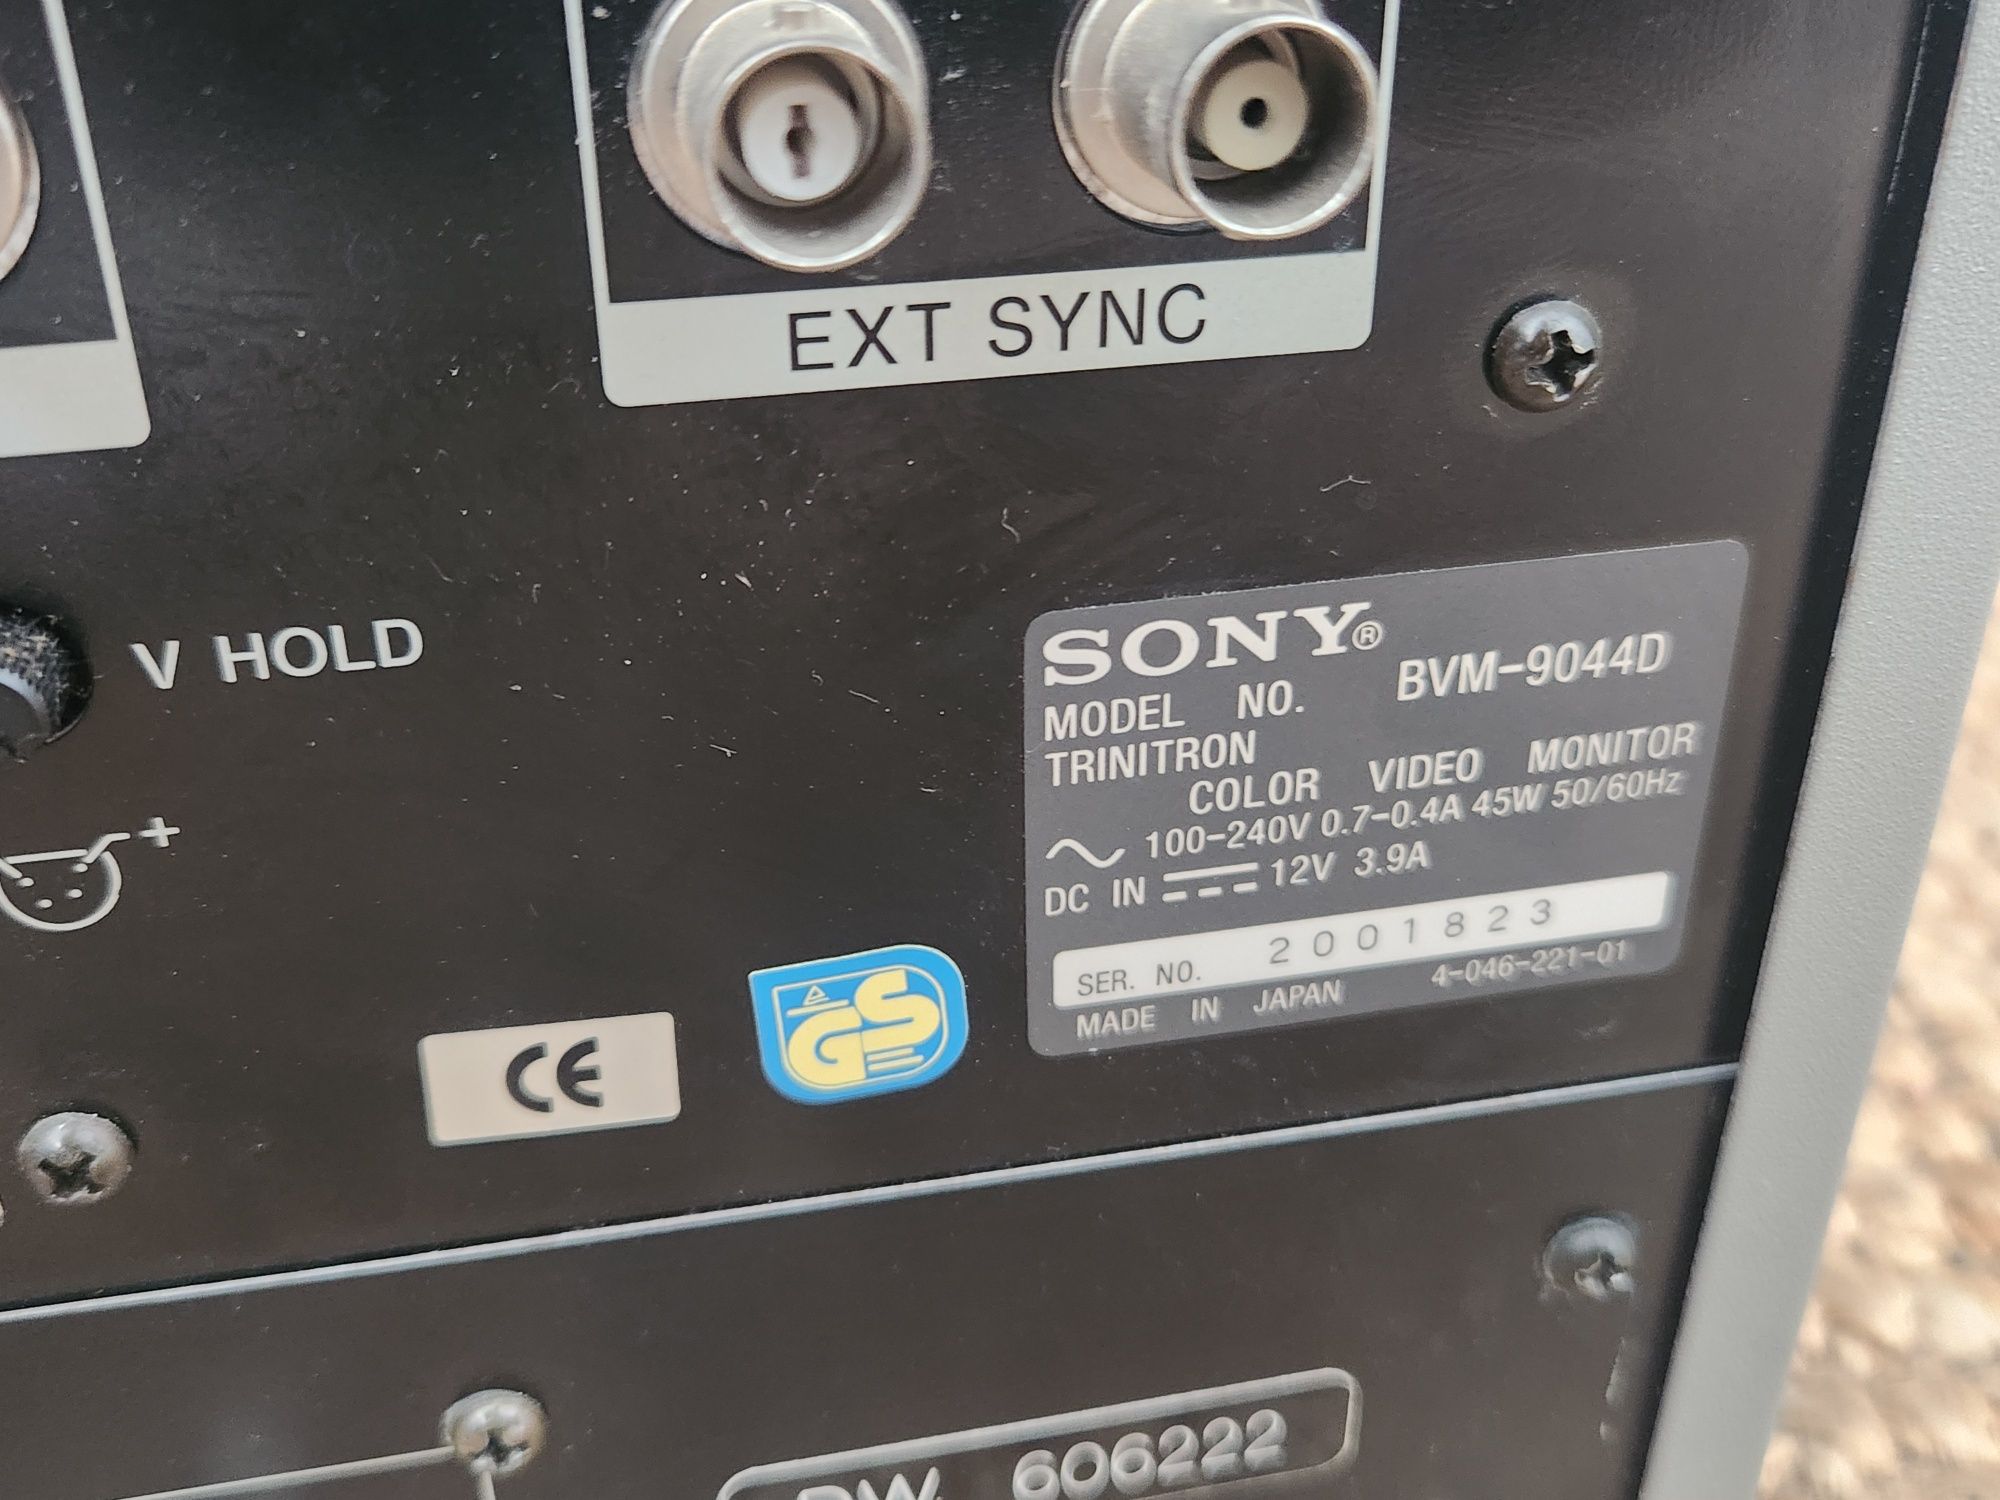 EXT SYNC
V HOLD
+
SONY®
MODEL NO. BVM-9044D
TRINITRON
COLOR VIDEO MONITOR
100-240V 0.7-0.4A 45W 50/60Hz
DC IN 12V 3.9A
SER. NO. 2001823
MADE IN JAPAN 4-046-221-01
CE
GS
606222